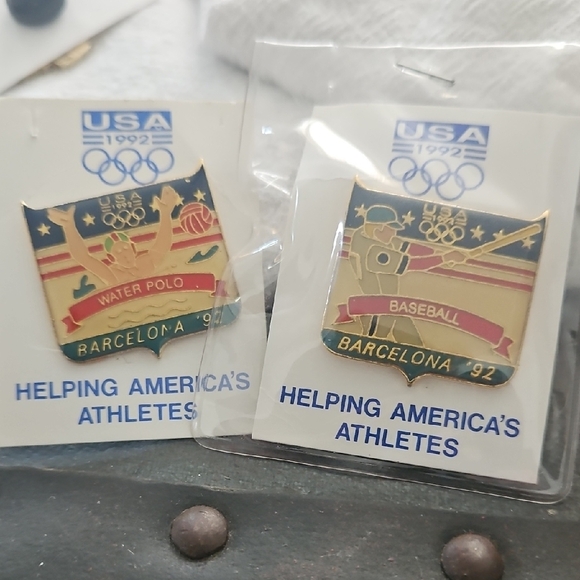 USA
1992
USA
1992
WATER POLO
BARCELONA '92
HELPING AMERICA'S
ATHLETES
USA
1992
USA
1992
BASEBALL
BARCELONA '92
HELPING AMERICA'S
ATHLETES